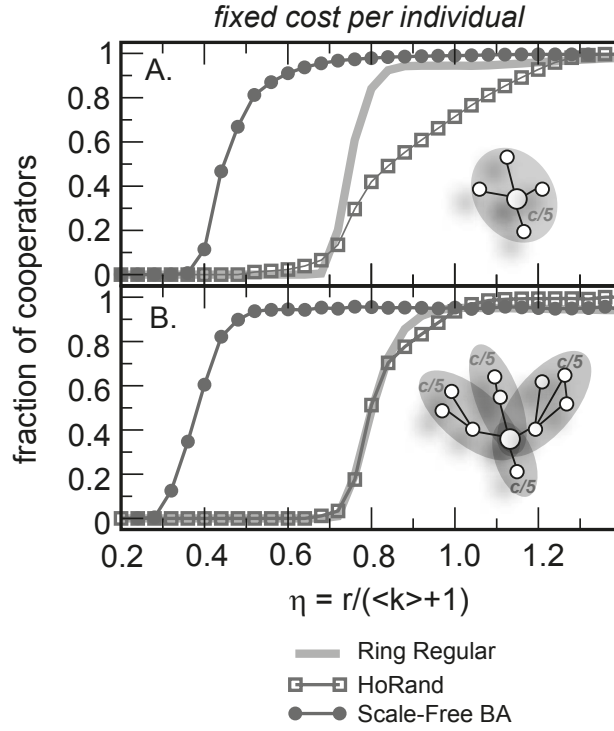 fixed cost per individual
A.
1
0.8
0.6
0.4
0.2
0
c/5
fraction of cooperators
B.
1
0.8
0.6
0.4
0.2
0
c/5
c/5
c/5
c/5
0.2 0.4 0.6 0.8 1.0 1.2
η = r/(<k>+1)
Ring Regular
HoRand
Scale-Free BA